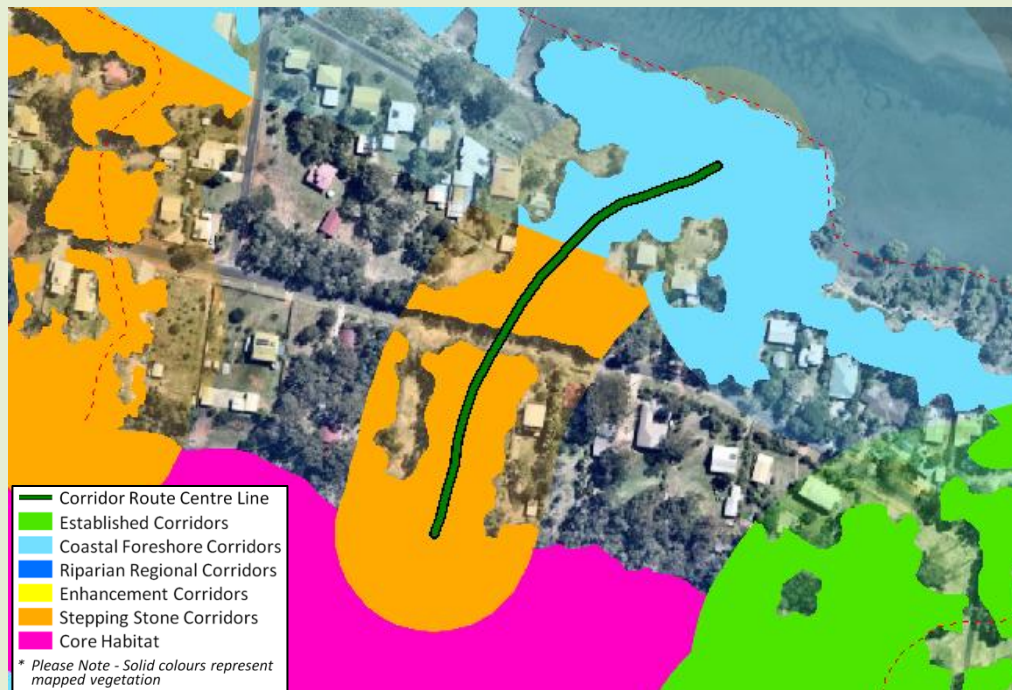 Corridor Route Centre Line
Established Corridors
Coastal Foreshore Corridors
Riparian Regional Corridors
Enhancement Corridors
Stepping Stone Corridors
Core Habitat
* Please Note - Solid colours represent
mapped vegetation